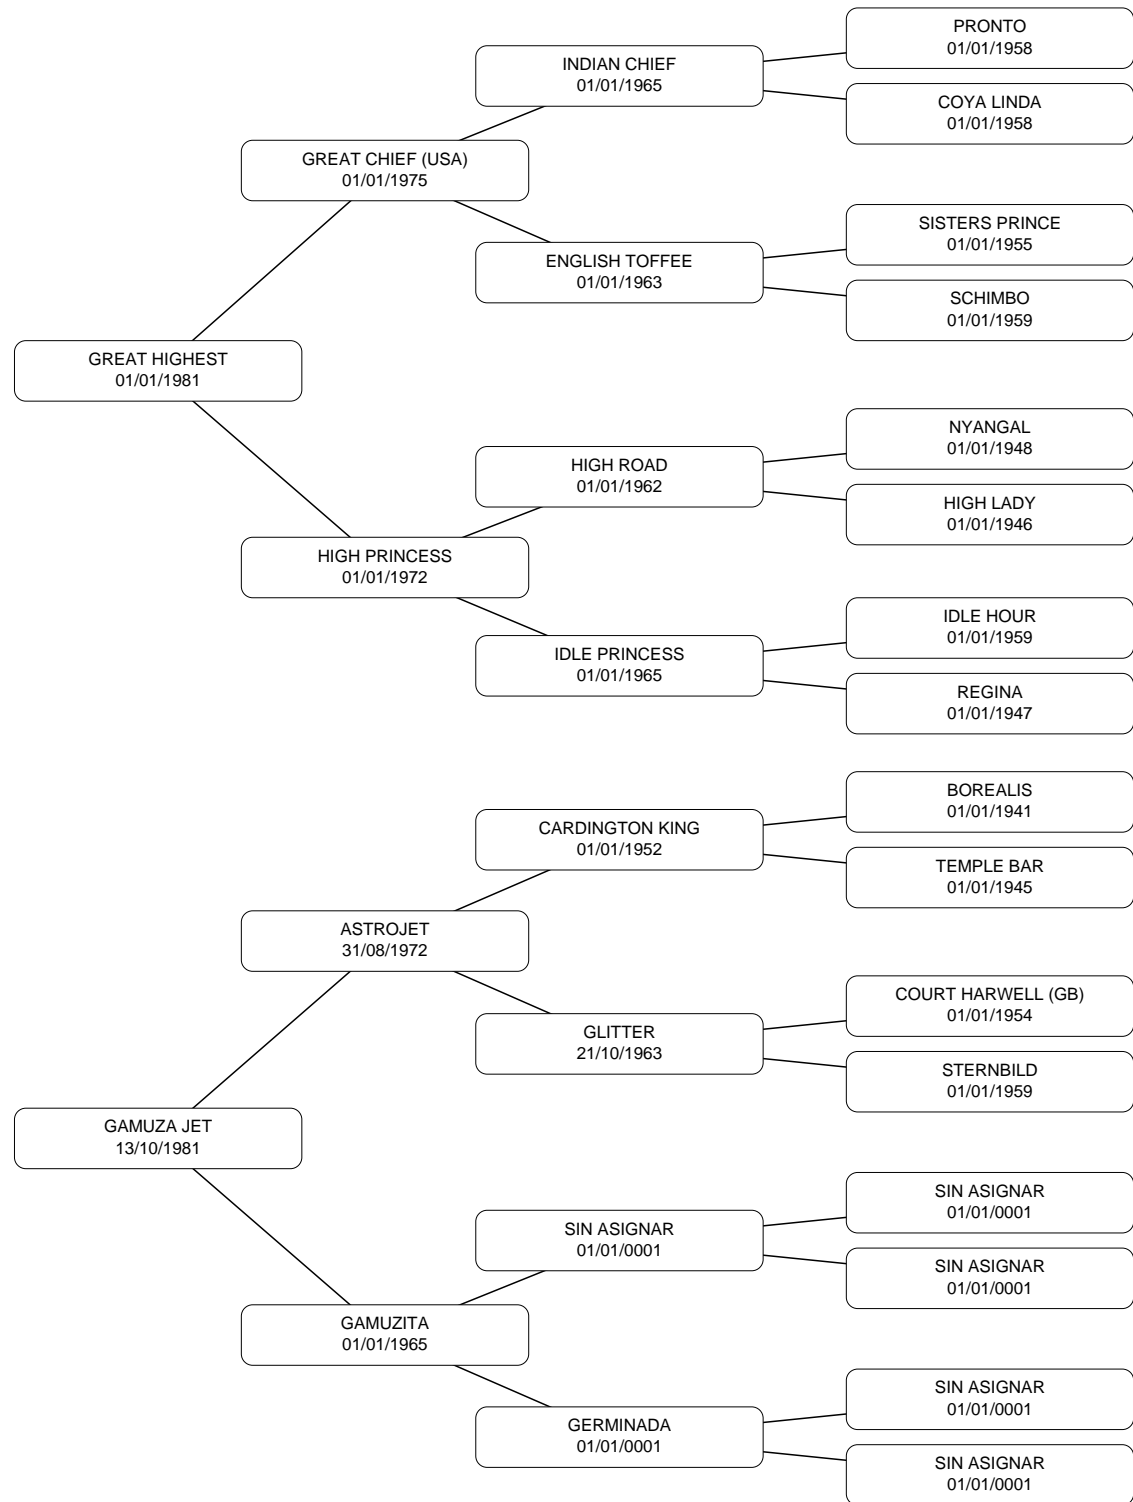 PRONTO
01/01/1958
INDIAN CHIEF
01/01/1965
COYA LINDA
01/01/1958
GREAT CHIEF (USA)
01/01/1975
SISTERS PRINCE
01/01/1955
ENGLISH TOFFEE
01/01/1963
SCHIMBO
01/01/1959
GREAT HIGHEST
01/01/1981
NYANGAL
01/01/1948
HIGH ROAD
01/01/1962
HIGH LADY
01/01/1946
HIGH PRINCESS
01/01/1972
IDLE HOUR
01/01/1959
IDLE PRINCESS
01/01/1965
REGINA
01/01/1947
BOREALIS
01/01/1941
CARDINGTON KING
01/01/1952
TEMPLE BAR
01/01/1945
ASTROJET
31/08/1972
COURT HARWELL (GB)
01/01/1954
GLITTER
21/10/1963
STERNBILD
01/01/1959
GAMUZA JET
13/10/1981
SIN ASIGNAR
01/01/0001
SIN ASIGNAR
01/01/0001
SIN ASIGNAR
01/01/0001
GAMUZITA
01/01/1965
SIN ASIGNAR
01/01/0001
GERMINADA
01/01/0001
SIN ASIGNAR
01/01/0001